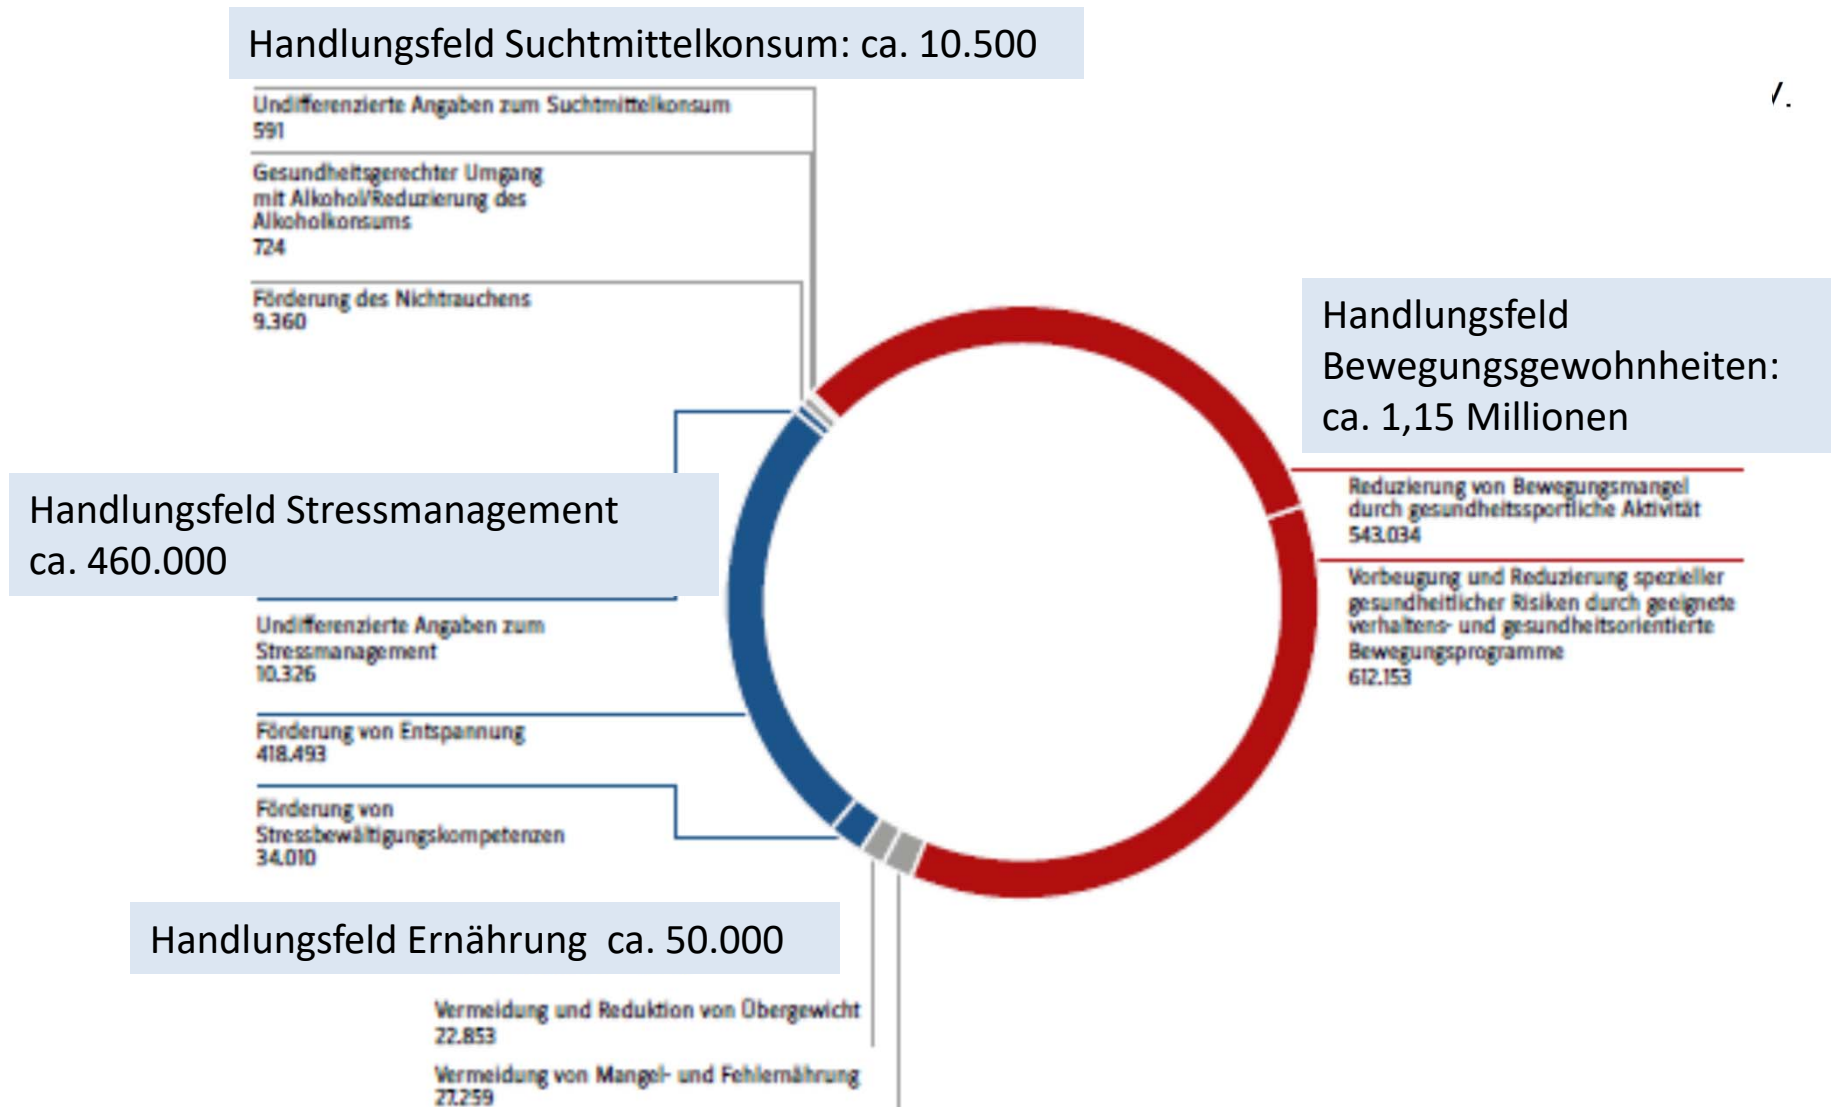 Handlungsfeld Suchtmittelkonsum: ca. 10.500
Undifferenzierte Angaben zum Suchtmittelkonsum
591
Gesundheitsgerechter Umgang
mit Alkohol/Reduzierung des
Alkoholkonsums
724
Förderung des Nichtrauchens
9.360
Handlungsfeld Stressmanagement
ca. 460.000
Undifferenzierte Angaben zum
Stressmanagement
10.326
Förderung von Entspannung
418.493
Förderung von
Stressbewältigungskompetenzen
34.010
Handlungsfeld Ernährung ca. 50.000
Vermeidung und Reduktion von Übergewicht
22.853
Vermeidung von Mangel- und Fehlernährung
27.259
Handlungsfeld
Bewegungsgewohnheiten:
ca. 1,15 Millionen
Reduzierung von Bewegungsmangel
durch gesundheitssportliche Aktivität
543.034
Vorbeugung und Reduzierung spezieller
gesundheitlicher Risiken durch geeignete
verhaltens- und gesundheitsorientierte
Bewegungsprogramme
612.153